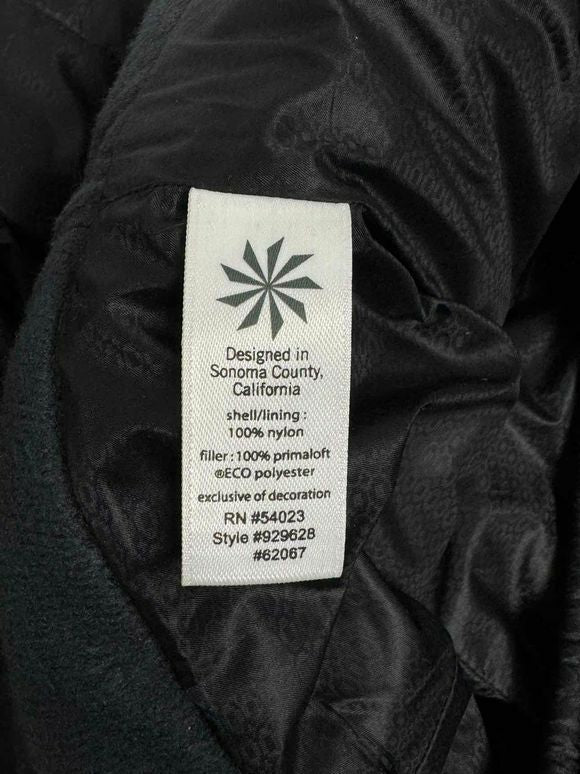 Designed in
Sonoma County,
California
shell/lining :
100% nylon
filler : 100% primaloft
®ECO polyester
exclusive of decoration
RN #54023
Style #929628
#62067